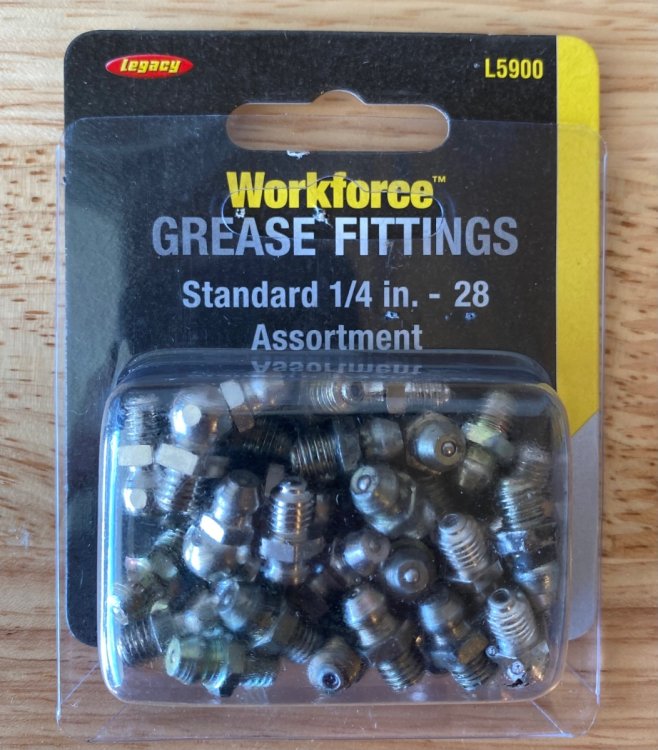 Legacy
L5900
Workforce™
GREASE FITTINGS
Standard 1/4 in. - 28
Assortment